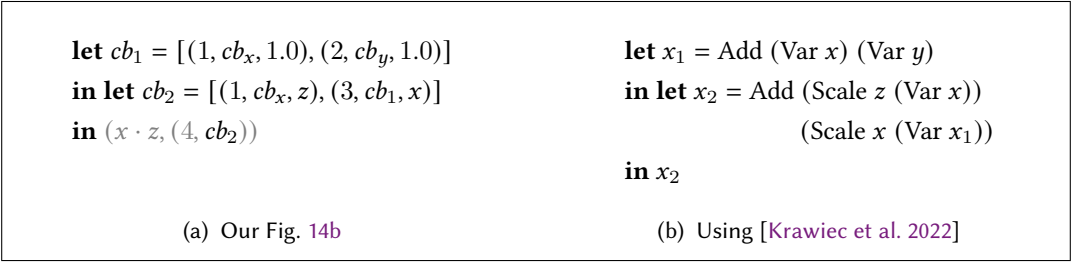 let cb₁ = [(1, cbₓ, 1.0), (2, cb_y, 1.0)]
in let cb₂ = [(1, cbₓ, z), (3, cb₁, x)]
in (x · z, (4, cb₂))
(a) Our Fig. 14b
let x₁ = Add (Var x) (Var y)
in let x₂ = Add (Scale z (Var x))
(Scale x (Var x₁))
in x₂
(b) Using [Krawiec et al. 2022]